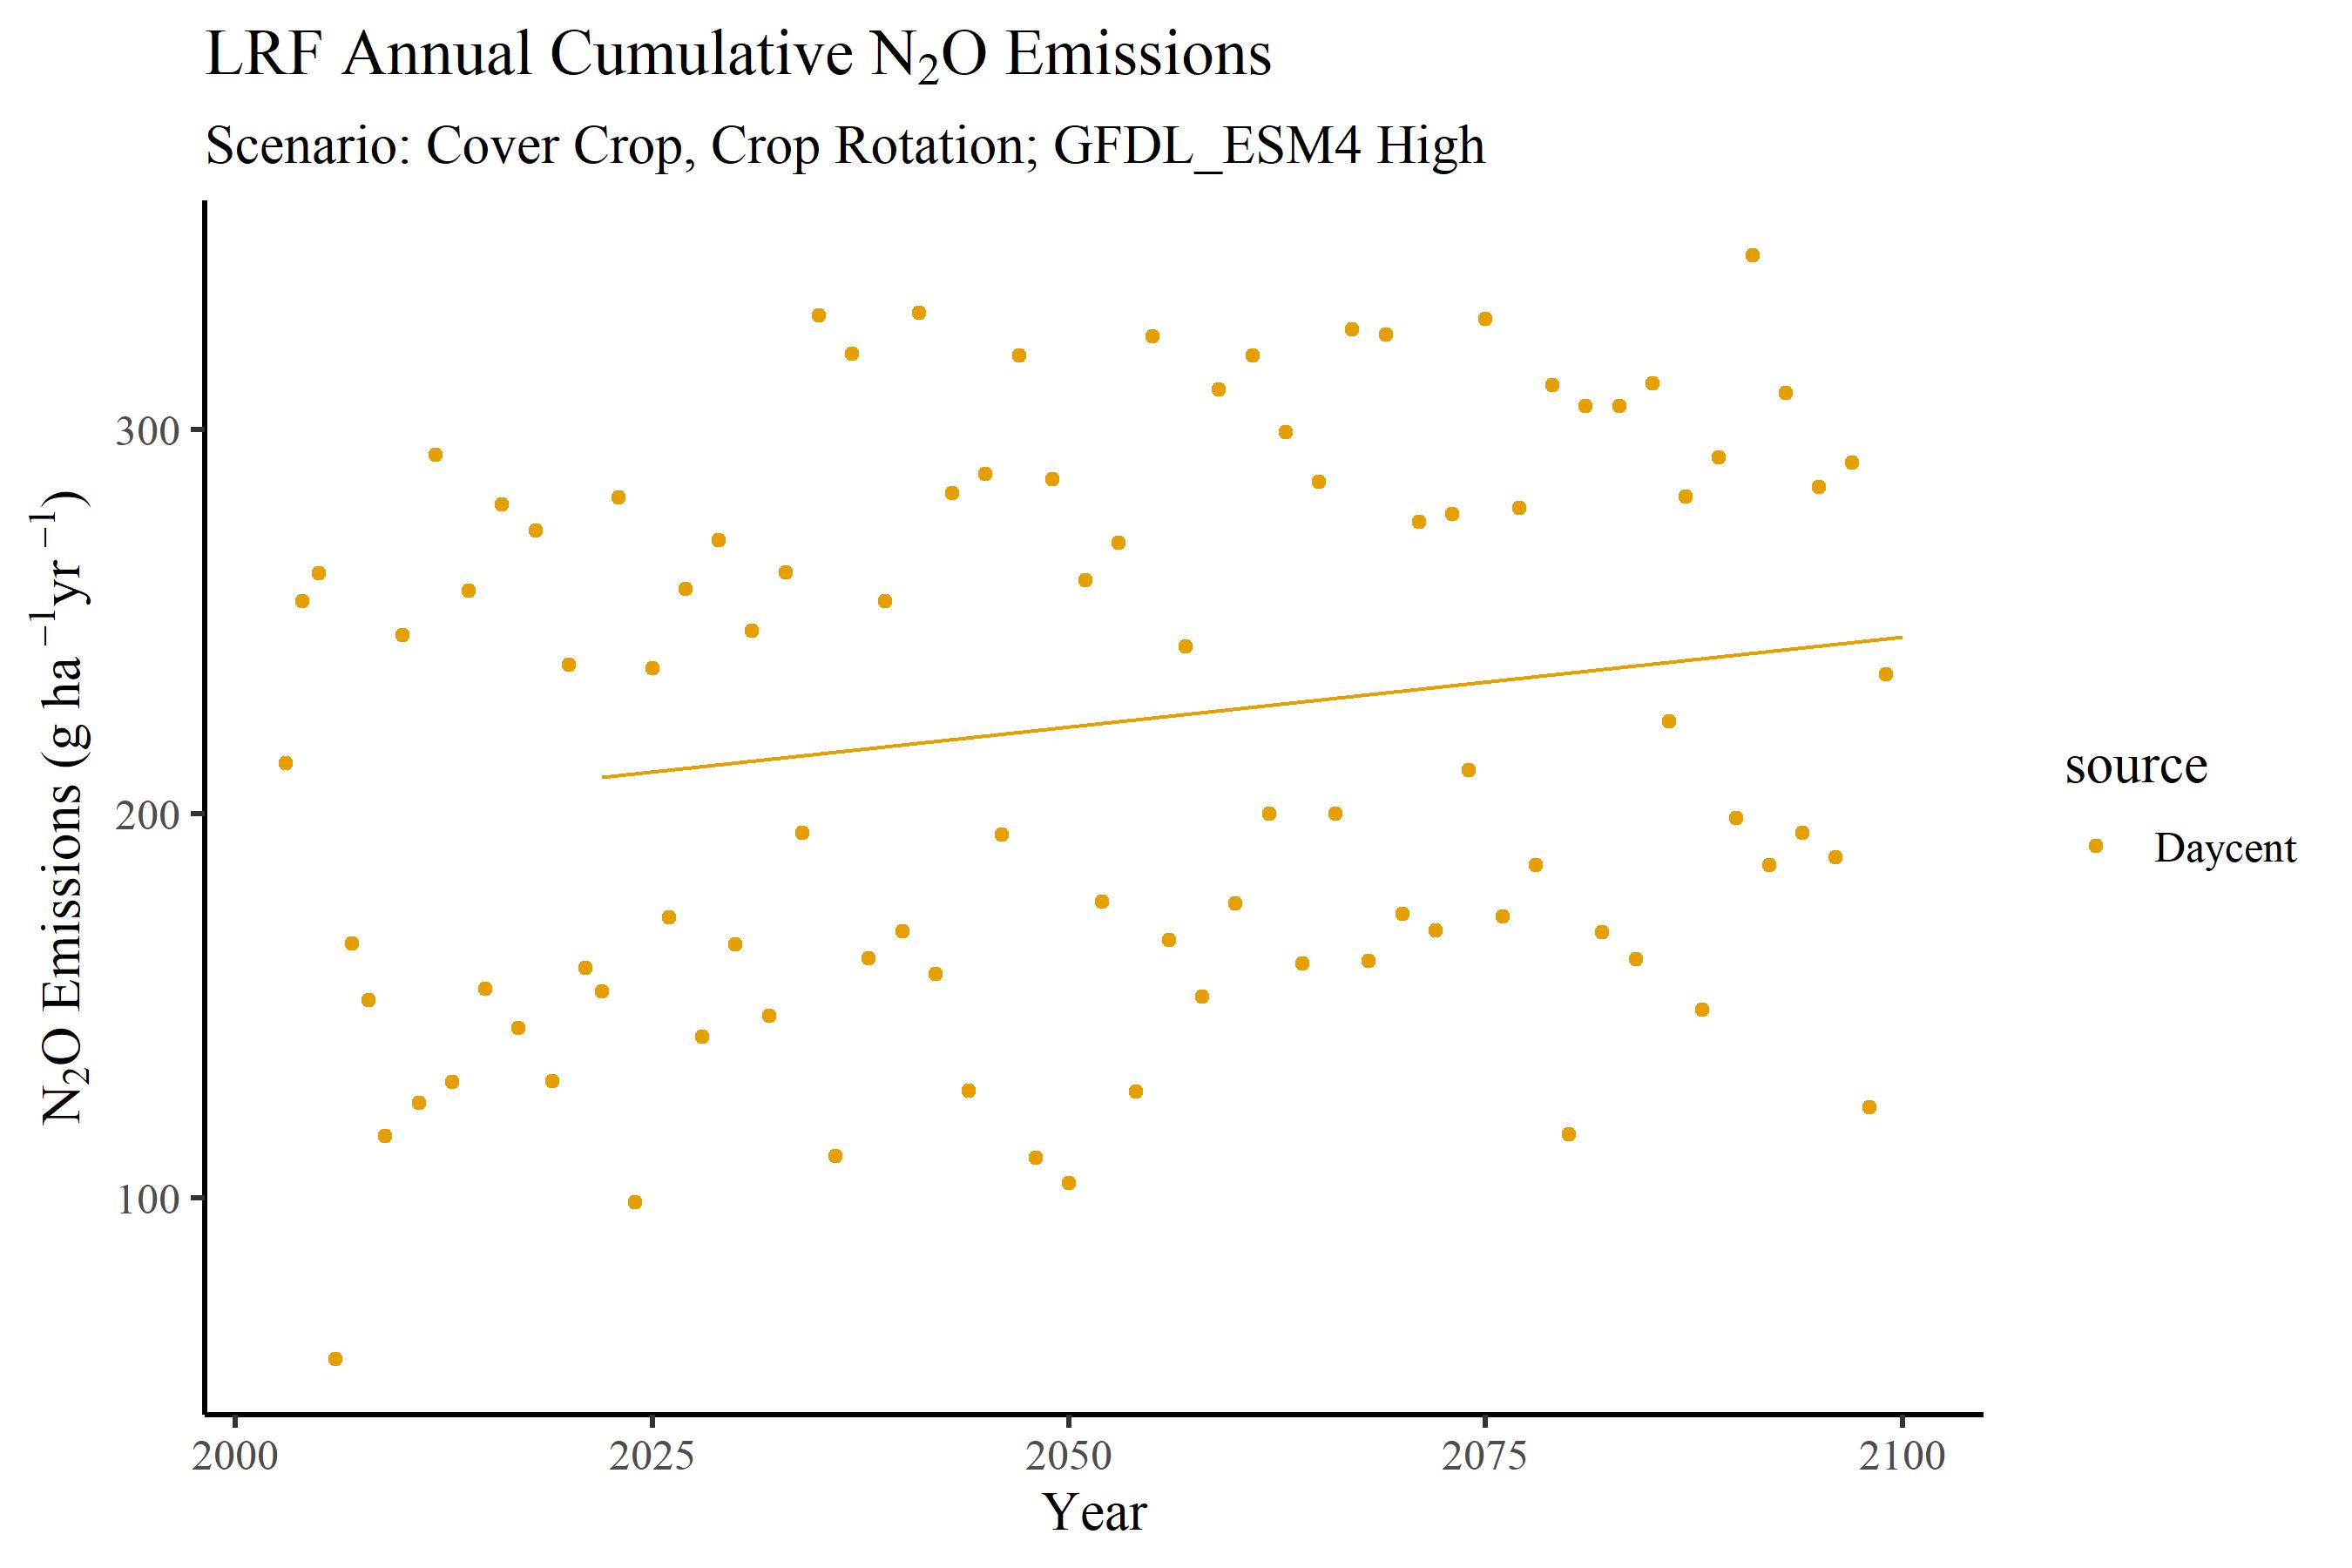 LRF Annual Cumulative N₂O Emissions
Scenario: Cover Crop, Crop Rotation; GFDL_ESM4 High
N₂O Emissions (g ha ⁻¹yr ⁻¹)
300
200
100
2000 2025 2050 2075 2100
Year
source
Daycent